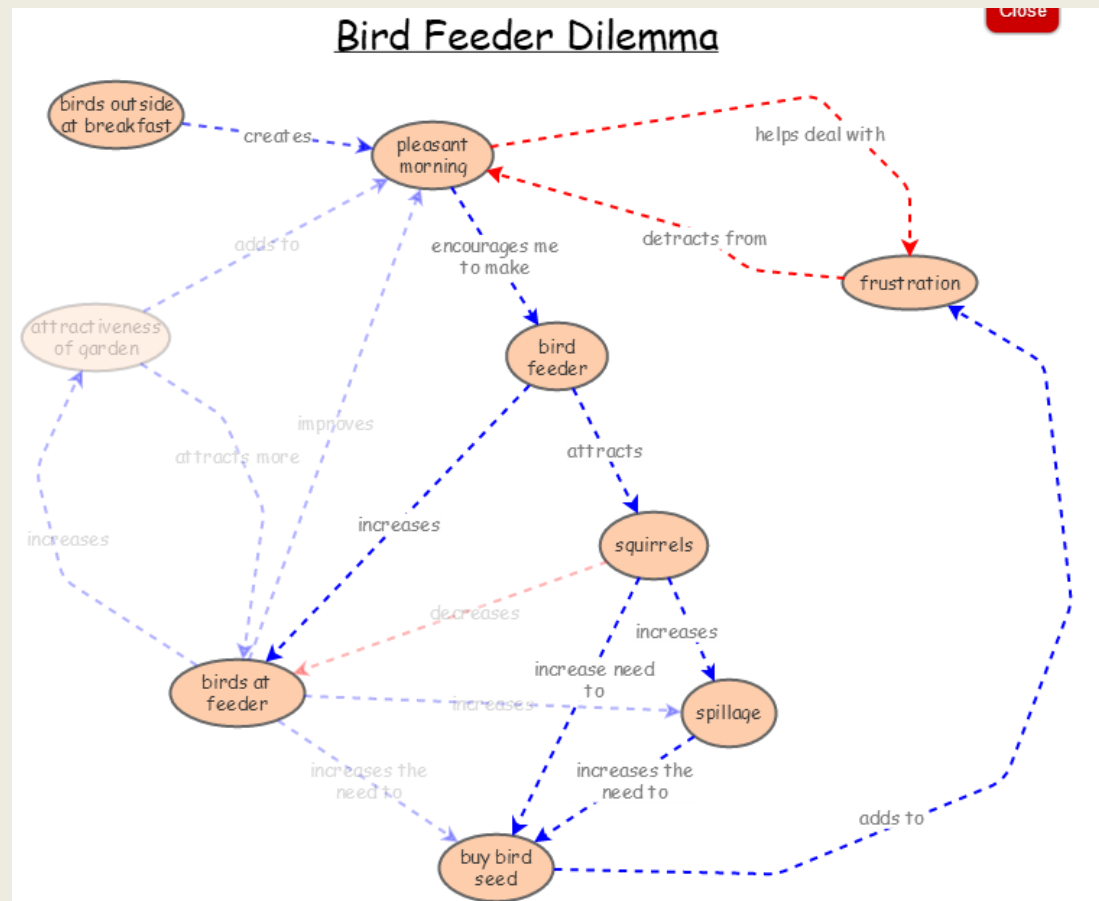 Close
Bird Feeder Dilemma
birds outside
at breakfast
creates
pleasant
morning
helps deal with
adds to
encourages me
to make
detracts from
frustration
attractiveness
of garden
bird
feeder
improves
attracts more
attracts
increases
increases
squirrels
decreases
increases
increase need
to
birds at
feeder
increases
spillage
increases the
need to
increases the
need to
adds to
buy bird
seed